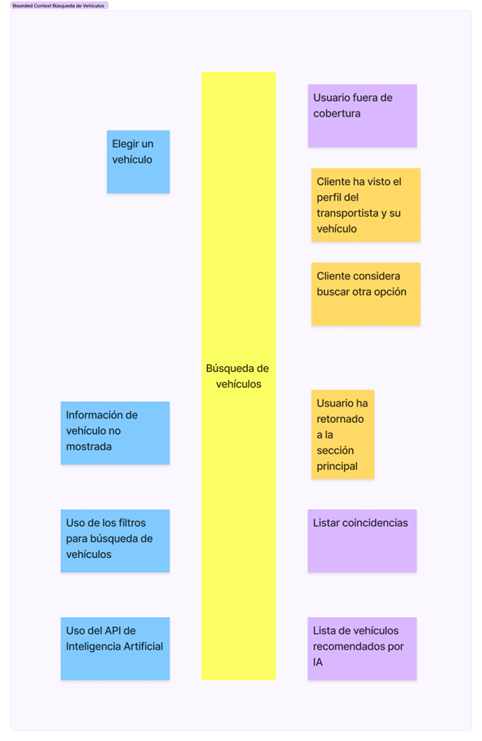 Bounded Context Búsqueda de Vehículos
Usuario fuera de
cobertura
Elegir un
vehículo
Cliente ha visto el
perfil del
transportista y su
vehículo
Cliente considera
buscar otra opción
Búsqueda de
vehículos
Información de
vehículo no
mostrada
Usuario ha
retornado
a la
sección
principal
Uso de los filtros
para búsqueda de
vehículos
Listar coincidencias
Uso del API de
Inteligencia Artificial
Lista de vehículos
recomendados por
IA